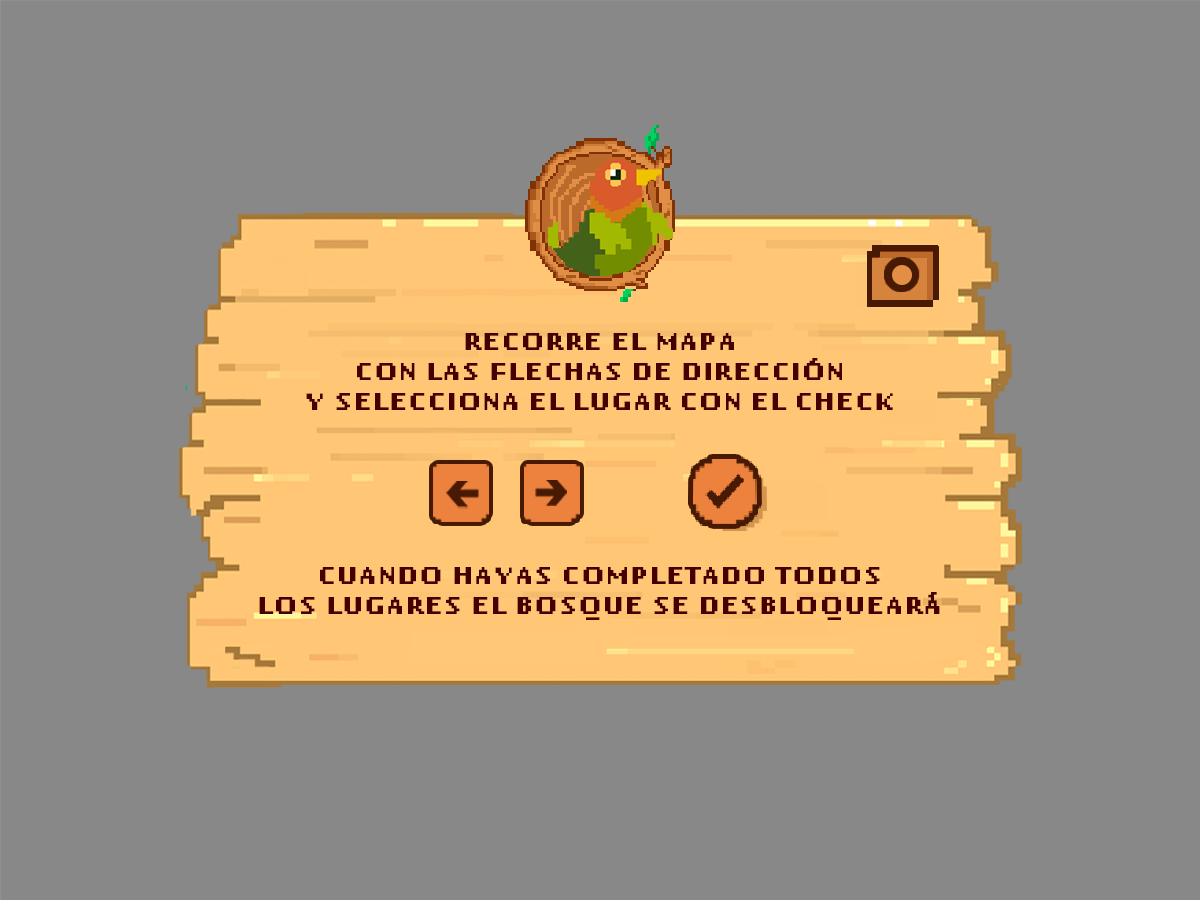 RECORRE EL MAPA
CON LAS FLECHAS DE DIRECCIÓN
Y SELECCIONA EL LUGAR CON EL CHECK
CUANDO HAYAS COMPLETADO TODOS
LOS LUGARES EL BOSQUE SE DESBLOQUEARÁ